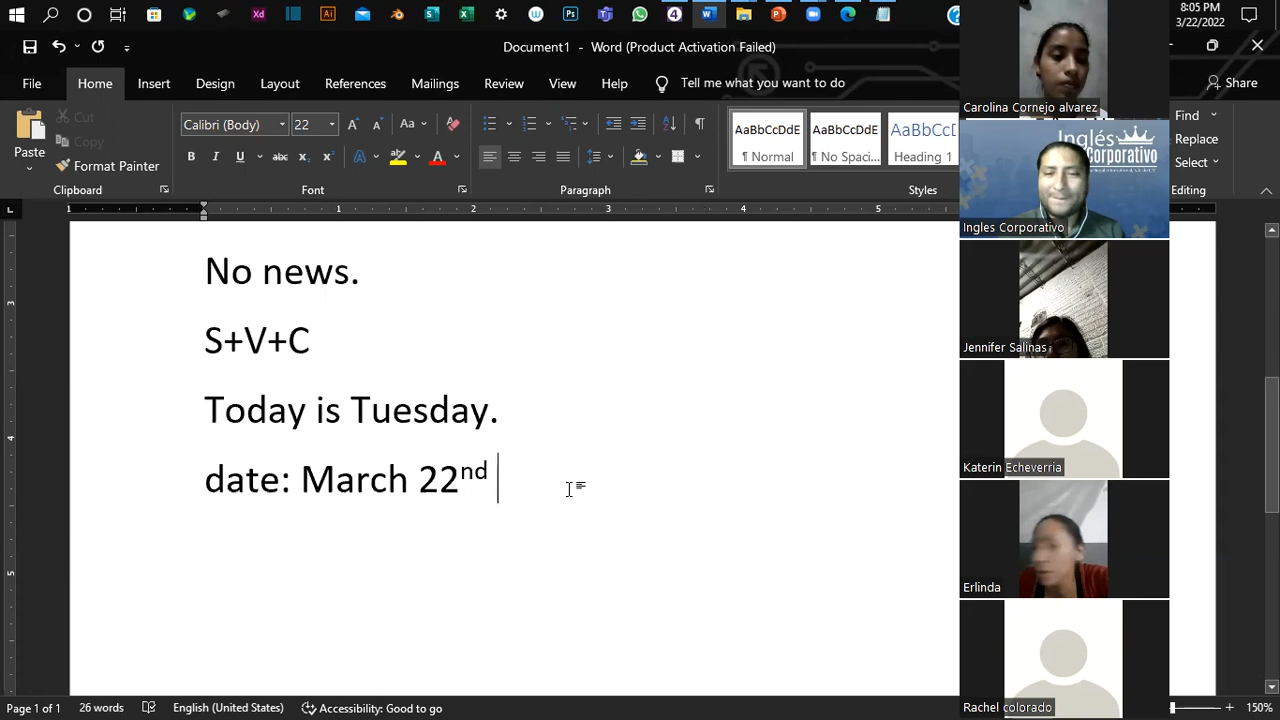 8:05 PM
3/22/2022
Document1 - Word (Product Activation Failed)
File
Home
Insert
Design
Layout
References
Mailings
Review
View
Help
Tell me what you want to do
Share
Paste
Cut
Copy
Format Painter
Clipboard
Calibri (Body)
22
Font
Paragraph
AaBbCcDdE
¶ Normal
AaBbCcDdE
¶ No Spaci...
AaBbCcD
Heading 1
Styles
Find
Replace
Select
Editing
No news.
S+V+C
Today is Tuesday.
date: March 22nd
Carolina Cornejo alvarez
Inglés
Corporativo
Ingles Corporativo
Jennifer Salinas
Katerin Echeverria
Erlinda
Rachel colorado
Page 1 of 1
26 words
English (United States)
Accessibility: Good to go
150%